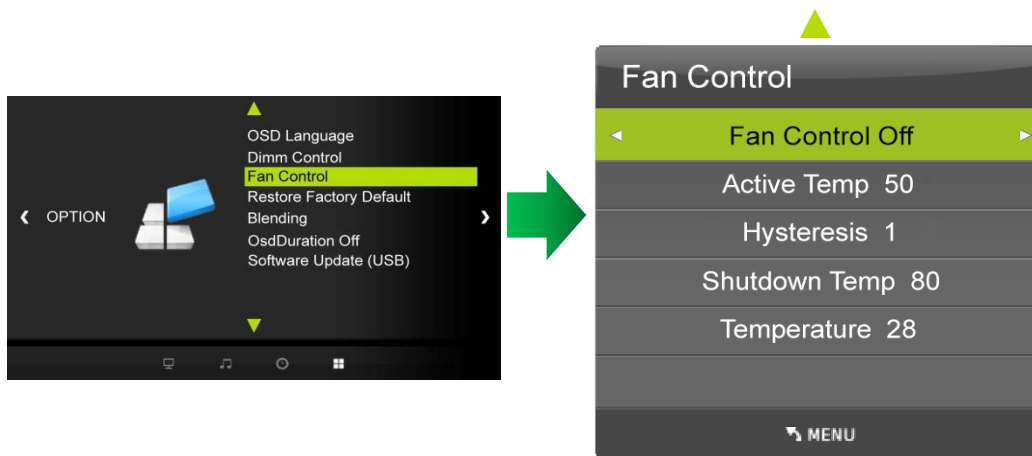 OPTION
OSD Language
Dimm Control
Fan Control
Restore Factory Default
Blending
OsdDuration Off
Software Update (USB)
Fan Control
Fan Control Off
Active Temp 50
Hysteresis 1
Shutdown Temp 80
Temperature 28
MENU